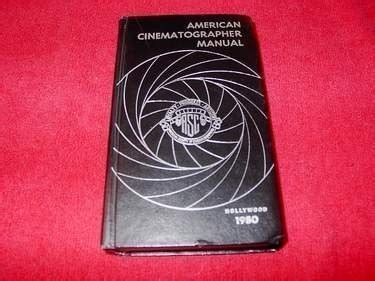 AMERICAN
CINEMATOGRAPHER
MANUAL
ASC
HOLLYWOOD
1980